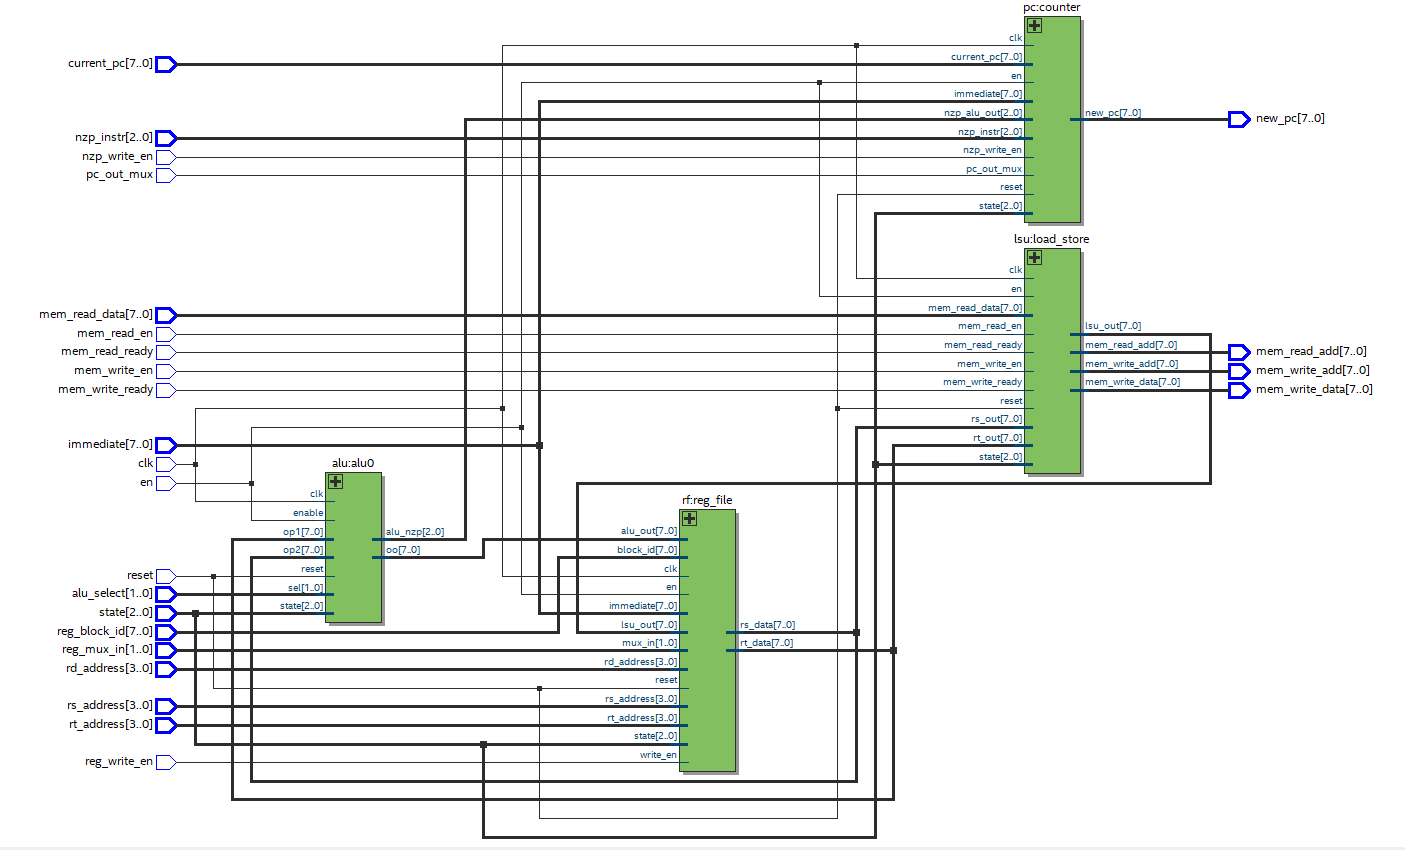 pc:counter
clk
current_pc[7..0]
current_pc[7..0]
en
immediate[7..0]
nzp_alu_out[2..0]
new_pc[7..0]
new_pc[7..0]
nzp_instr[2..0]
nzp_instr[2..0]
nzp_write_en
nzp_write_en
pc_out_mux
pc_out_mux
reset
state[2..0]
lsu:load_store
clk
en
mem_read_data[7..0]
mem_read_data[7..0]
mem_read_en
mem_read_en
lsu_out[7..0]
mem_read_ready
mem_read_ready
mem_read_add[7..0]
mem_read_add[7..0]
mem_write_en
mem_write_en
mem_write_add[7..0]
mem_write_add[7..0]
mem_write_ready
mem_write_ready
mem_write_data[7..0]
mem_write_data[7..0]
reset
rs_out[7..0]
rt_out[7..0]
state[2..0]
immediate[7..0]
clk
en
alu:alu0
clk
enable
op1[7..0]
alu_nzp[2..0]
op2[7..0]
oo[7..0]
reset
sel[1..0]
state[2..0]
reset
alu_select[1..0]
state[2..0]
reg_block_id[7..0]
reg_mux_in[1..0]
rd_address[3..0]
rs_address[3..0]
rt_address[3..0]
reg_write_en
rf:reg_file
alu_out[7..0]
block_id[7..0]
clk
en
immediate[7..0]
lsu_out[7..0]
rs_data[7..0]
mux_in[1..0]
rt_data[7..0]
rd_address[3..0]
reset
rs_address[3..0]
rt_address[3..0]
state[2..0]
write_en